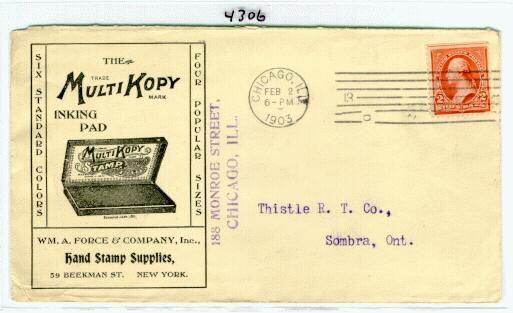 4306
THE
TRADE
MULTIKOPY
MARK
INKING
PAD
SIX STANDARD COLORS
FOUR POPULAR SIZES
MULTIKOPY
STAMP
WM. A. FORCE & COMPANY, Inc.,
Hand Stamp Supplies,
59 BEEKMAN ST. NEW YORK.
188 MONROE STREET,
CHICAGO, ILL.
CHICAGO, ILL
FEB 2
6-PM
1903
2 2
Thistle R. T. Co.,
Sombra, Ont.